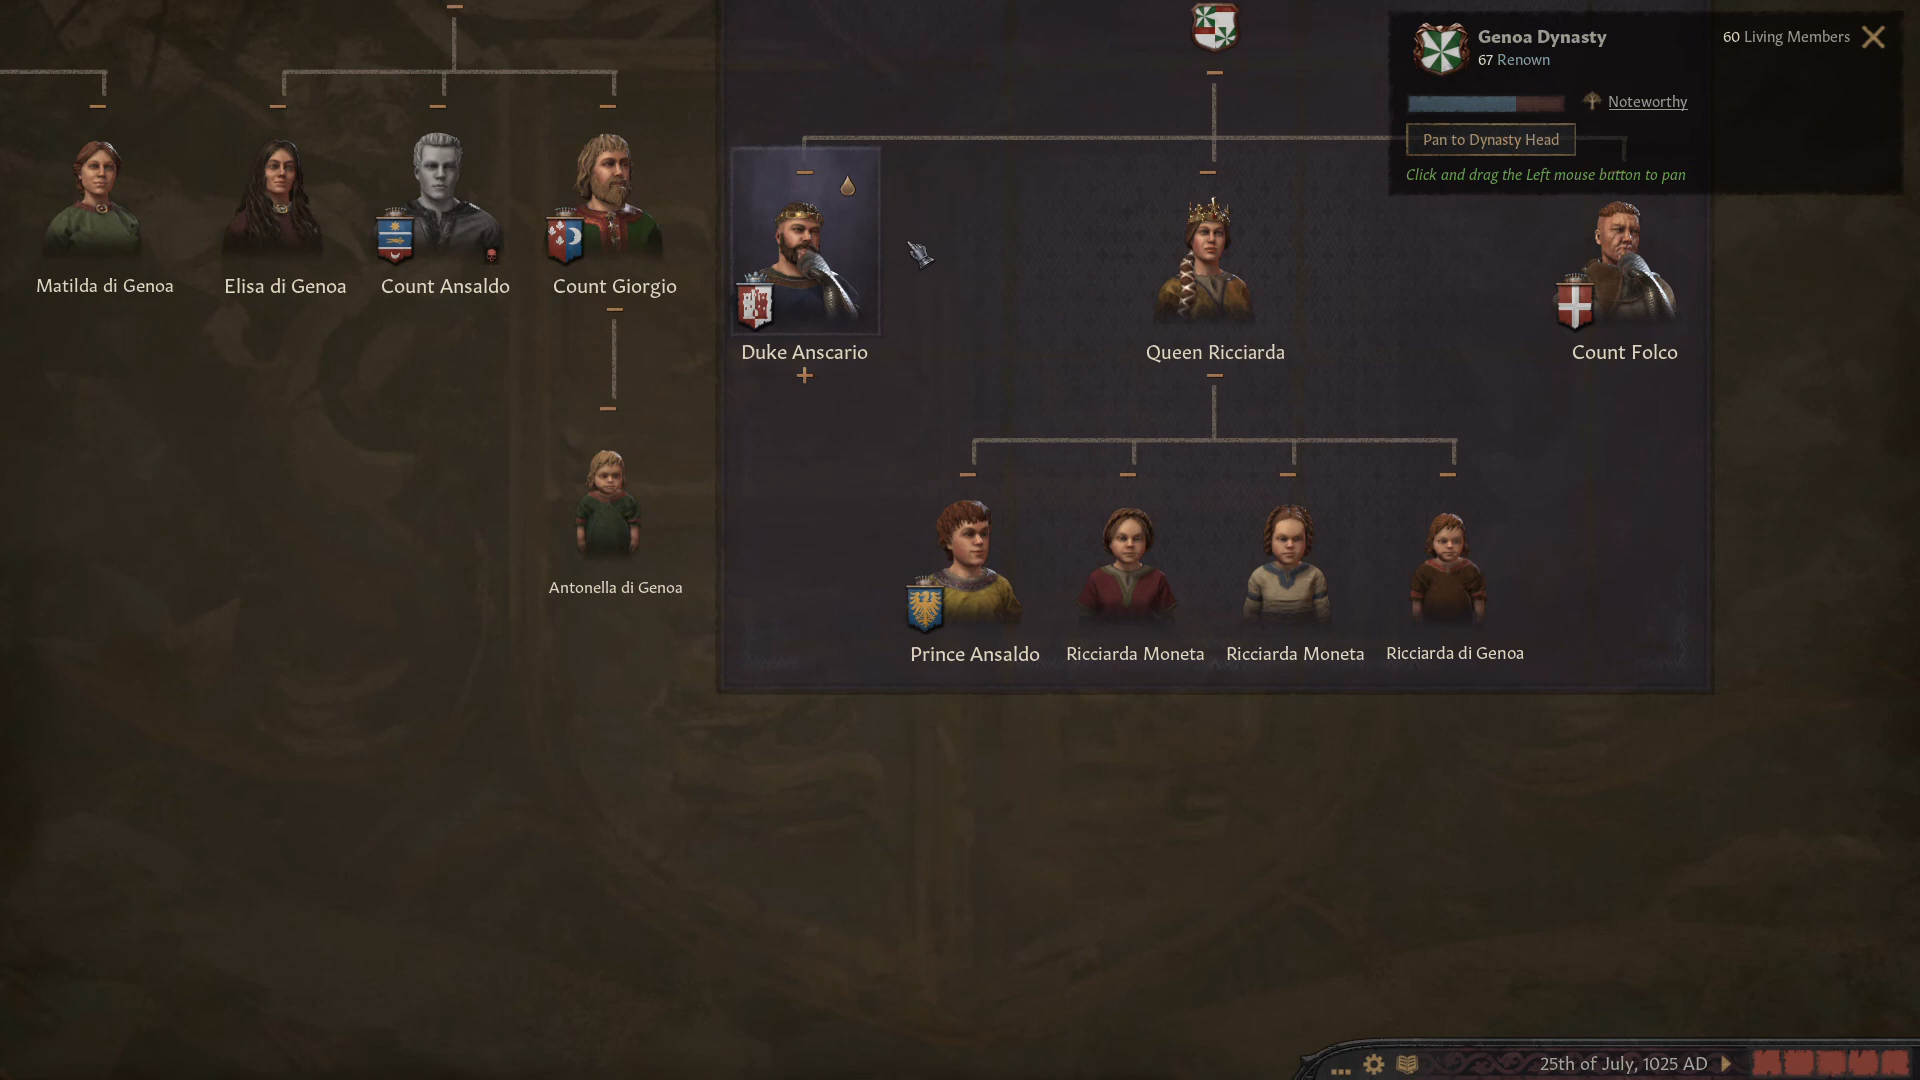 Genoa Dynasty
67 Renown
60 Living Members
Noteworthy
Pan to Dynasty Head
Click and drag the Left mouse button to pan
Matilda di Genoa
Elisa di Genoa
Count Ansaldo
Count Giorgio
Duke Anscario
Queen Ricciarda
Count Folco
Antonella di Genoa
Prince Ansaldo
Ricciarda Moneta
Ricciarda Moneta
Ricciarda di Genoa
25th of July, 1025 AD